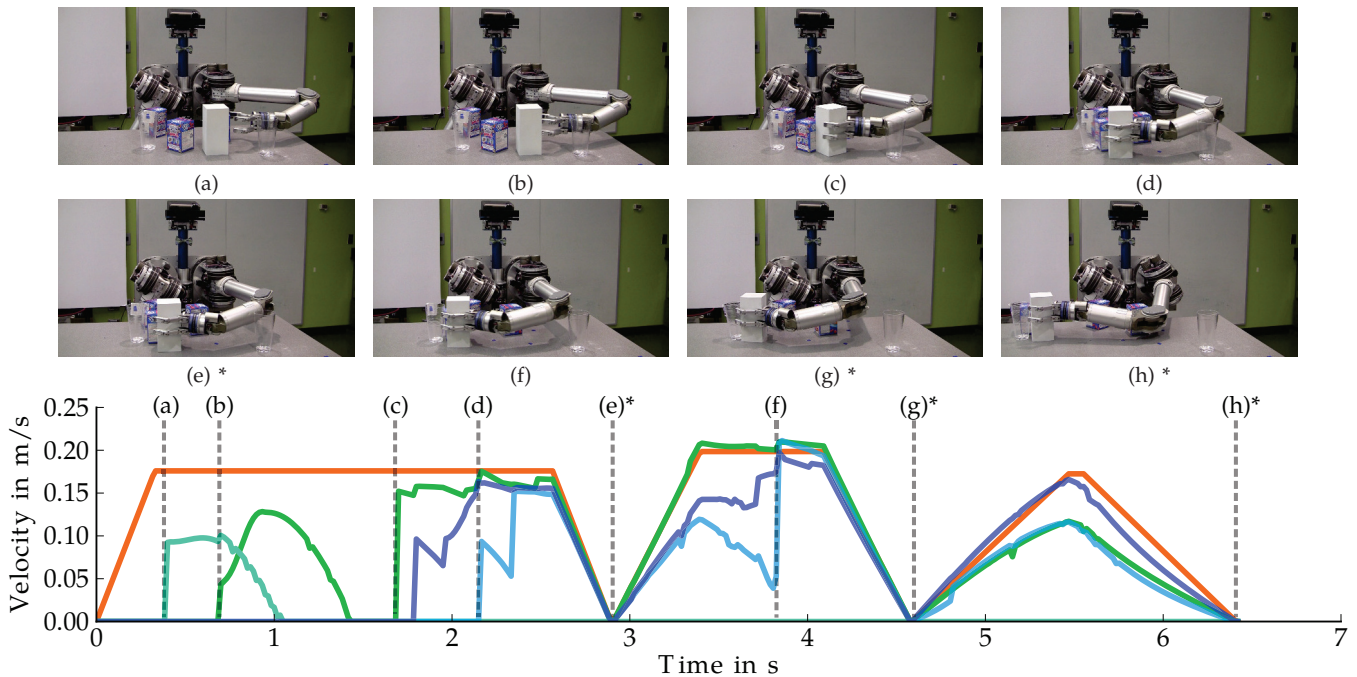 (a)
(b)
(c)
(d)
(e) *
(f)
(g) *
(h) *
(a)
(b)
(c)
(d)
(e)*
(f)
(g)*
(h)*
Velocity in m/s
0.25
0.20
0.15
0.10
0.05
0.00
0
1
2
3
4
5
6
7
Time in s